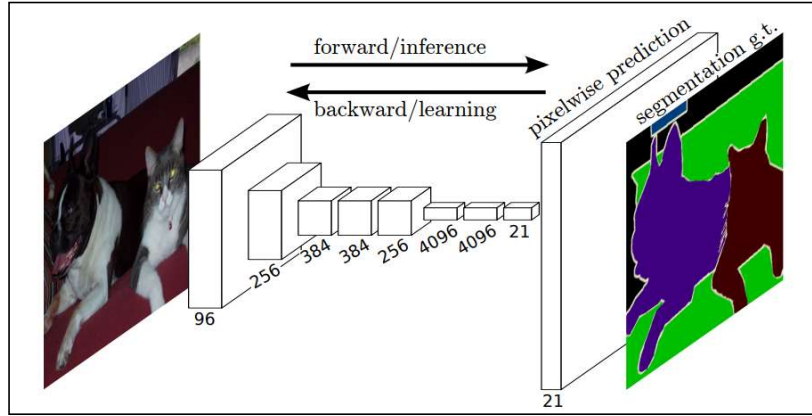 forward/inference
backward/learning
pixelwise prediction
segmentation g.t.
96
256
384
384
256
4096
4096
21
21